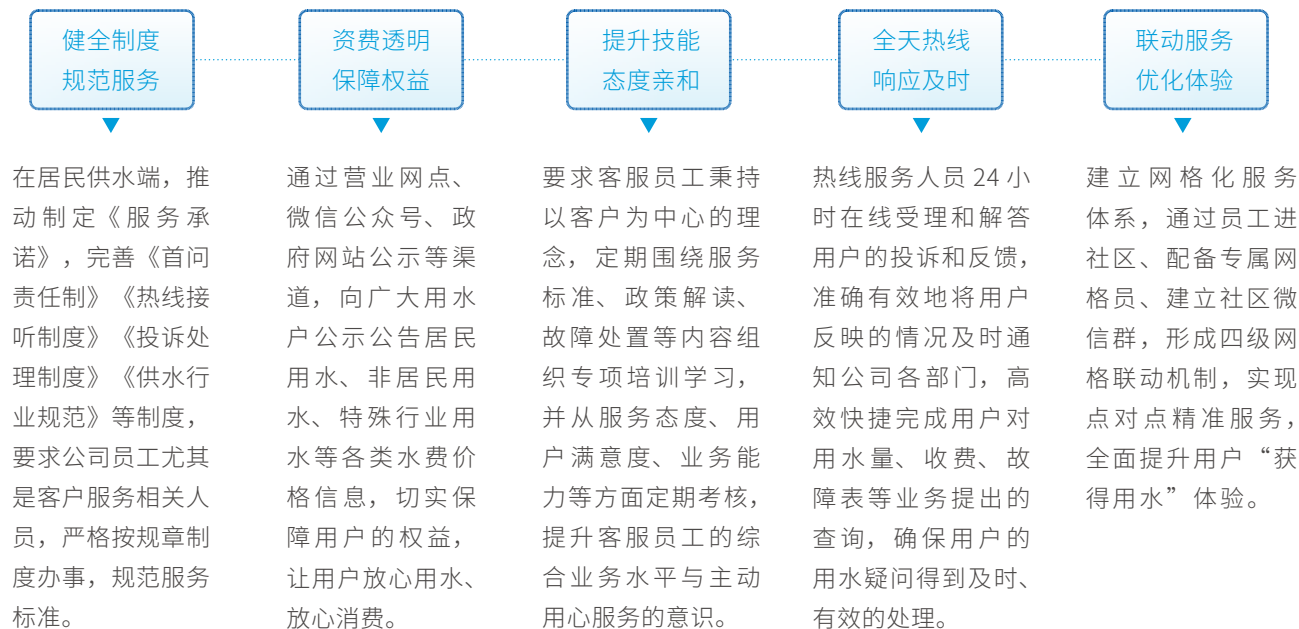 健全制度
规范服务
资费透明
保障权益
提升技能
态度亲和
全天热线
响应及时
联动服务
优化体验
在居民供水端，推
动制定《服务承
诺》，完善《首问
责任制》《热线接
听制度》《投诉处
理制度》《供水行
业规范》等制度，
要求公司员工尤其
是客户服务相关人
员，严格按规章制
度办事，规范服务
标准。
通过营业网点、
微信公众号、政
府网站公示等渠
道，向广大用水
户公示公告居民
用水、非居民用
水、特殊行业用
水等各类水费价
格信息，切实保
障用户的权益，
让用户放心用水、
放心消费。
要求客服员工秉持
以客户为中心的理
念，定期围绕服务
标准、政策解读、
故障处置等内容组
织专项培训学习，
并从服务态度、用
户满意度、业务能
力等方面定期考核，
提升客服员工的综
合业务水平与主动
用心服务的意识。
热线服务人员 24 小
时在线受理和解答
用户的投诉和反馈，
准确有效地将用户
反映的情况及时通
知公司各部门，高
效快捷完成用户对
用水量、收费、故
障表等业务提出的
查询，确保用户的
用水疑问得到及时、
有效的处理。
建立网格化服务
体系，通过员工进
社区、配备专属网
格员、建立社区微
信群，形成四级网
格联动机制，实现
点对点精准服务，
全面提升用户“获
得用水”体验。